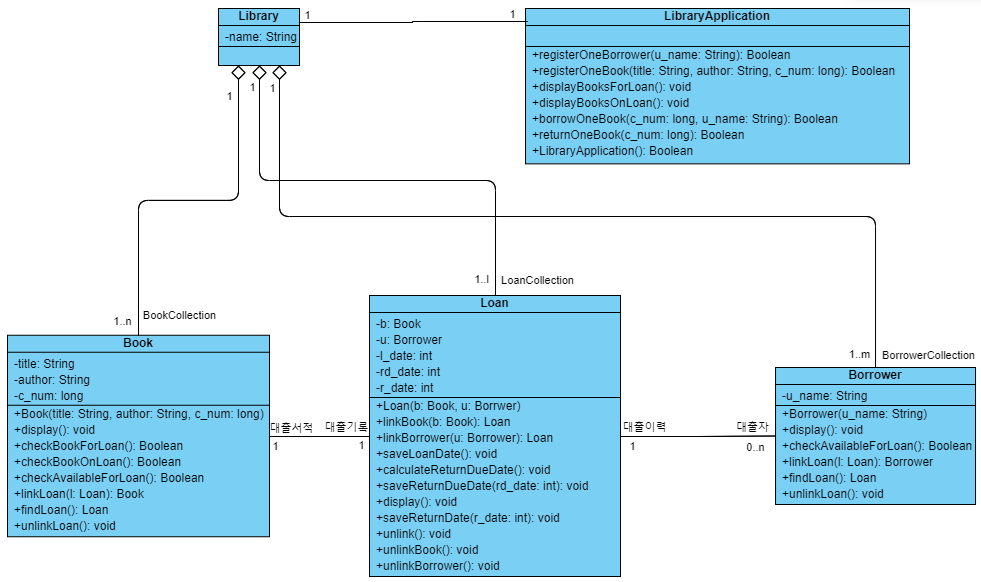 Library
-name: String
1
1
LibraryApplication
+registerOneBorrower(u_name: String): Boolean
+registerOneBook(title: String, author: String, c_num: long): Boolean
+displayBooksForLoan(): void
+displayBooksOnLoan(): void
+borrowOneBook(c_num: long, u_name: String): Boolean
+returnOneBook(c_num: long): Boolean
+LibraryApplication(): Boolean
1
1
1
1..n
BookCollection
1..l
LoanCollection
1..m
BorrowerCollection
Book
-title: String
-author: String
-c_num: long
+Book(title: String, author: String, c_num: long)
+display(): void
+checkBookForLoan(): Boolean
+checkBookOnLoan(): Boolean
+checkAvailableForLoan(): Boolean
+linkLoan(l: Loan): Book
+findLoan(): Loan
+unlinkLoan(): void
대출서적
대출기록
1
1
Loan
-b: Book
-u: Borrower
-l_date: int
-rd_date: int
-r_date: int
+Loan(b: Book, u: Borrwer)
+linkBook(b: Book): Loan
+linkBorrower(u: Borrower): Loan
+saveLoanDate(): void
+calculateReturnDueDate(): void
+saveReturnDueDate(rd_date: int): void
+display(): void
+saveReturnDate(r_date: int): void
+unlink(): void
+unlinkBook(): void
+unlinkBorrower(): void
대출이력
대출자
1
0..n
Borrower
-u_name: String
+Borrower(u_name: String)
+display(): void
+checkAvailableForLoan(): Boolean
+linkLoan(l: Loan): Borrower
+findLoan(): Loan
+unlinkLoan(): void